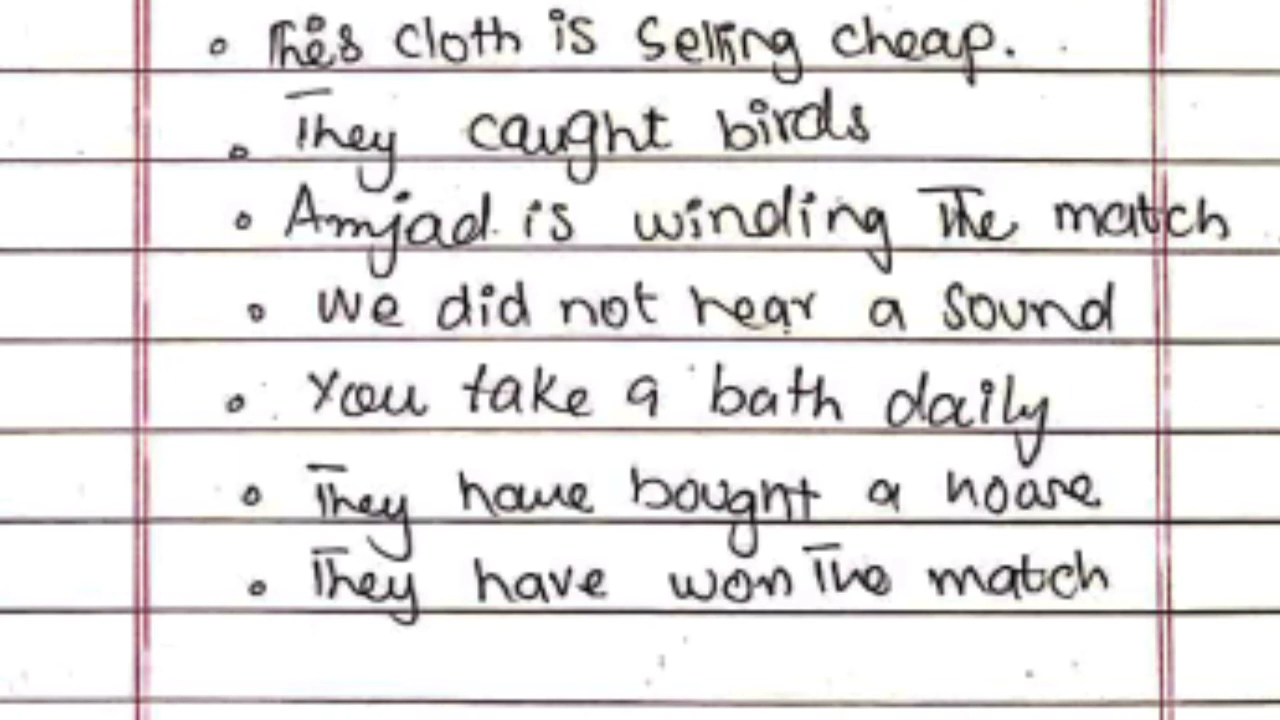 • This cloth is selling cheap.
• They caught birds
• Amjad is winding The match
• We did not hear a sound
• You take a bath daily
• They have bought a hoare
• They have won The match